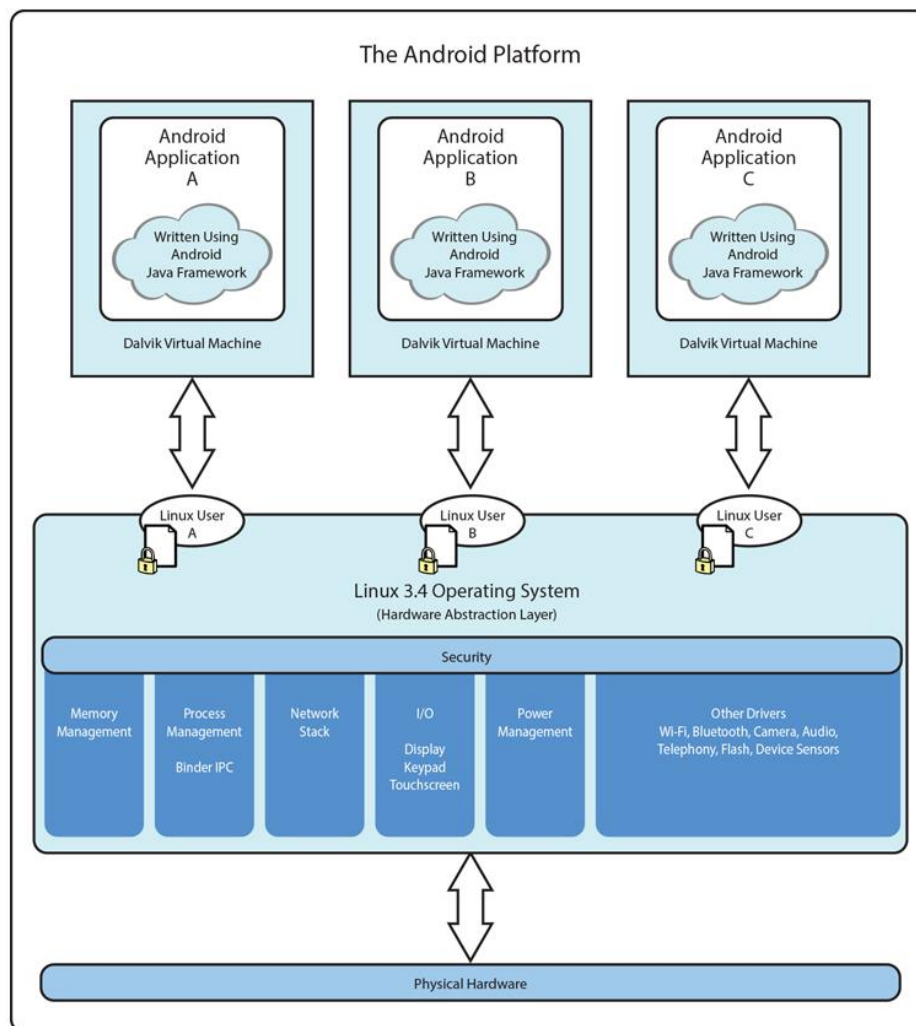 The Android Platform
Android
Application
A
Written Using
Android
Java Framework
Dalvik Virtual Machine
Android
Application
B
Written Using
Android
Java Framework
Dalvik Virtual Machine
Android
Application
C
Written Using
Android
Java Framework
Dalvik Virtual Machine
Linux User
A
Linux User
B
Linux User
C
Linux 3.4 Operating System
(Hardware Abstraction Layer)
Security
Memory
Management
Process
Management
Binder IPC
Network
Stack
I/O
Display
Keypad
Touchscreen
Power
Management
Other Drivers
Wi-Fi, Bluetooth, Camera, Audio,
Telephony, Flash, Device Sensors
Physical Hardware